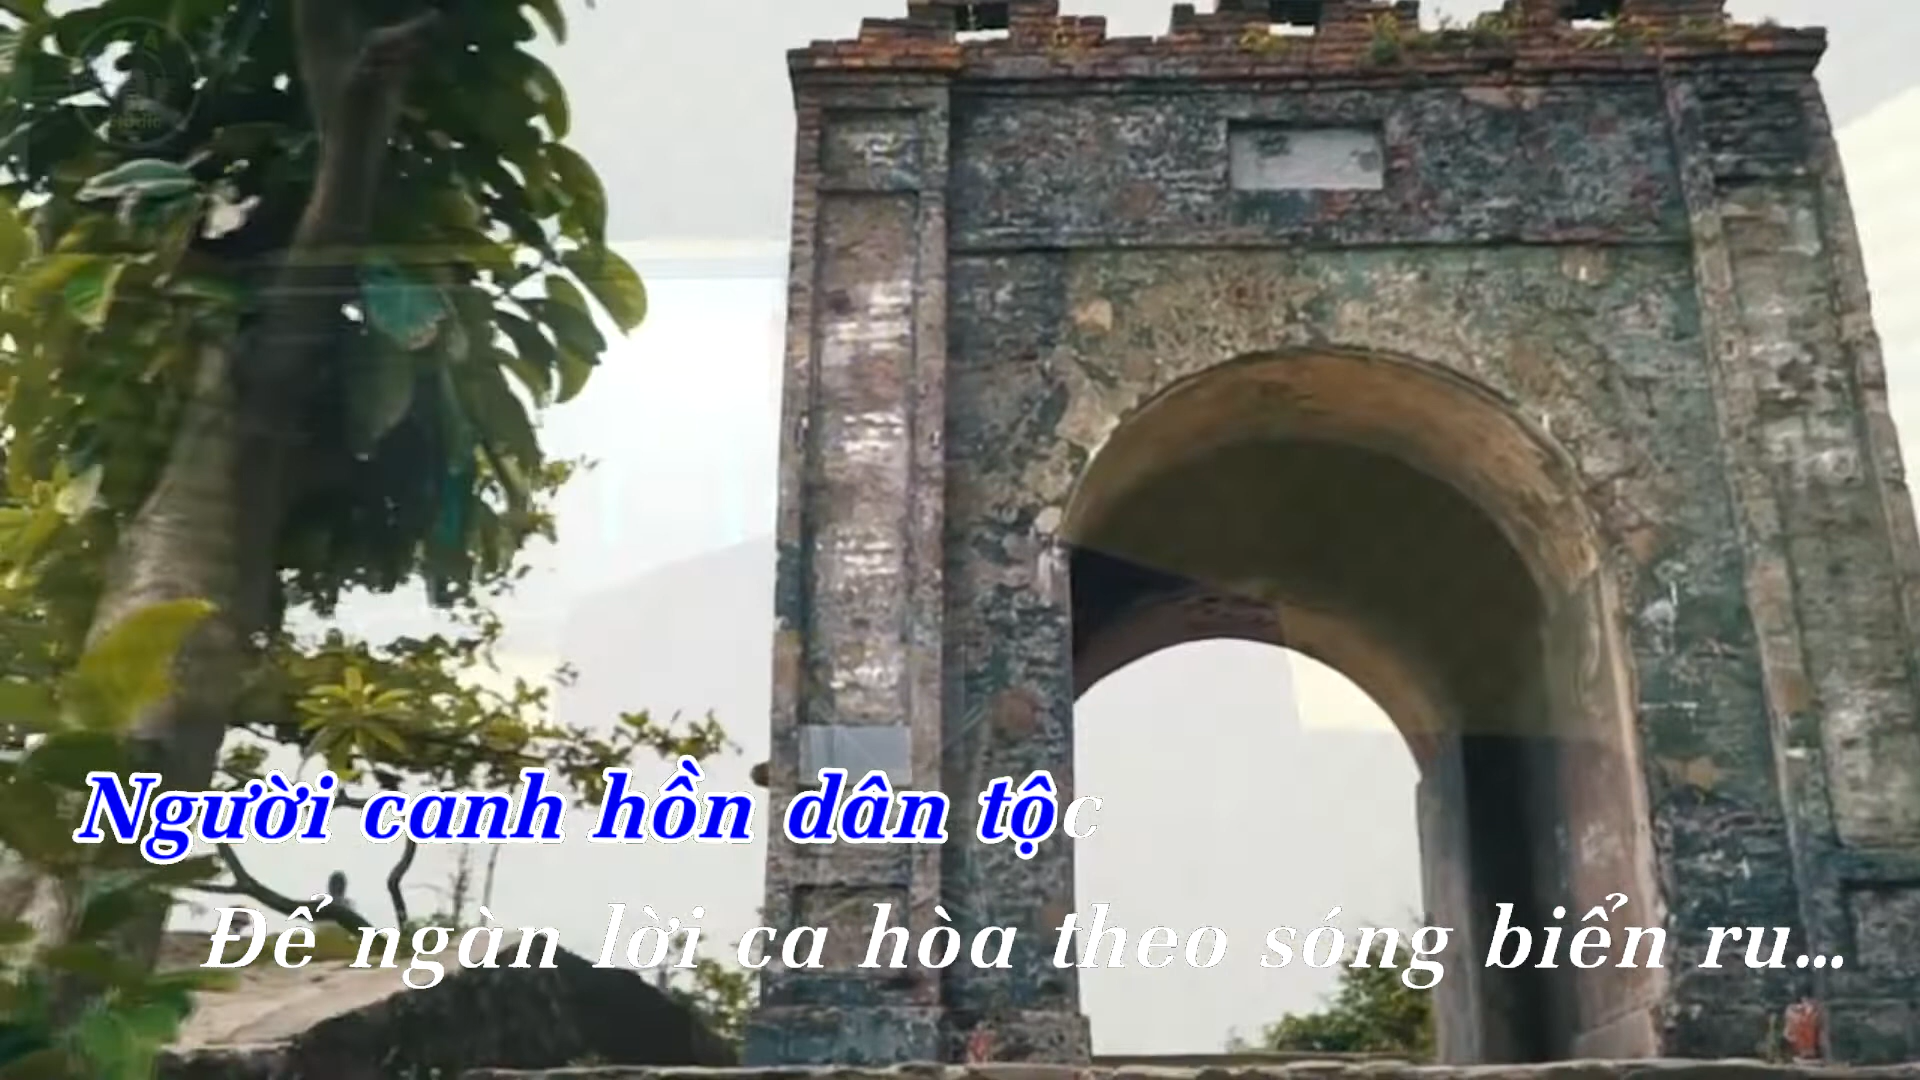 Người canh hồn dân tộc
Để ngàn lời ca hòa theo sóng biển ru...